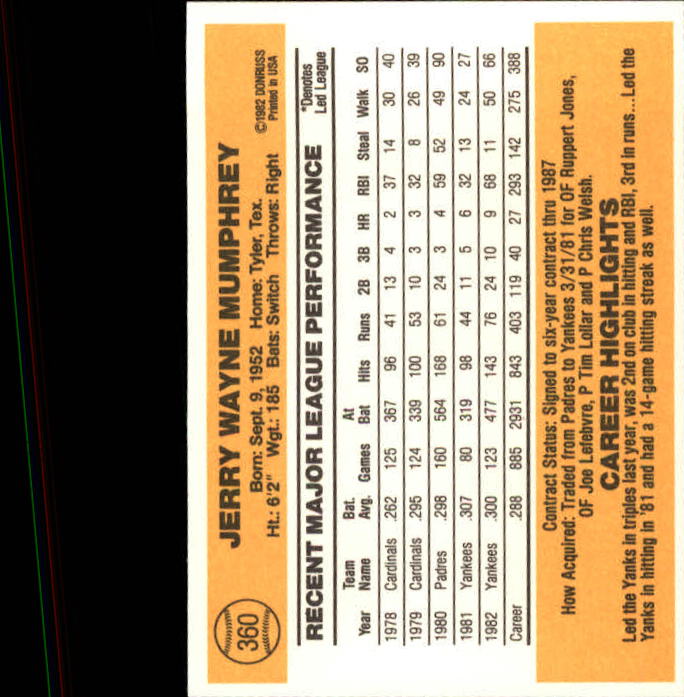 360
JERRY WAYNE MUMPHREY
Born: Sept. 9, 1952 Home: Tyler, Tex.
Ht.: 6'2" Wgt.: 185 Bats: Switch Throws: Right
©1982 DONRUSS
Printed in USA
RECENT MAJOR LEAGUE PERFORMANCE
*Denotes
Led League
Year Team Name Bat. Avg. Games At Bat Hits Runs 2B 3B HR RBI Steal Walk SO
1978 Cardinals .262 125 367 96 41 13 4 2 37 14 30 40
1979 Cardinals .295 124 339 100 53 10 3 3 32 8 26 39
1980 Padres .298 160 564 168 61 24 3 4 59 52 49 90
1981 Yankees .307 80 319 98 44 11 5 6 32 13 24 27
1982 Yankees .300 123 477 143 76 24 10 9 68 11 50 66
Career .288 885 2931 843 403 119 40 27 293 142 275 388
Contract Status: Signed to six-year contract thru 1987
How Acquired: Traded from Padres to Yankees 3/31/81 for OF Ruppert Jones,
OF Joe Lefebvre, P Tim Lollar and P Chris Welsh.
CAREER HIGHLIGHTS
Led the Yanks in triples last year, was 2nd on club in hitting and RBI, 3rd in runs...Led the
Yanks in hitting in '81 and had a 14-game hitting streak as well.